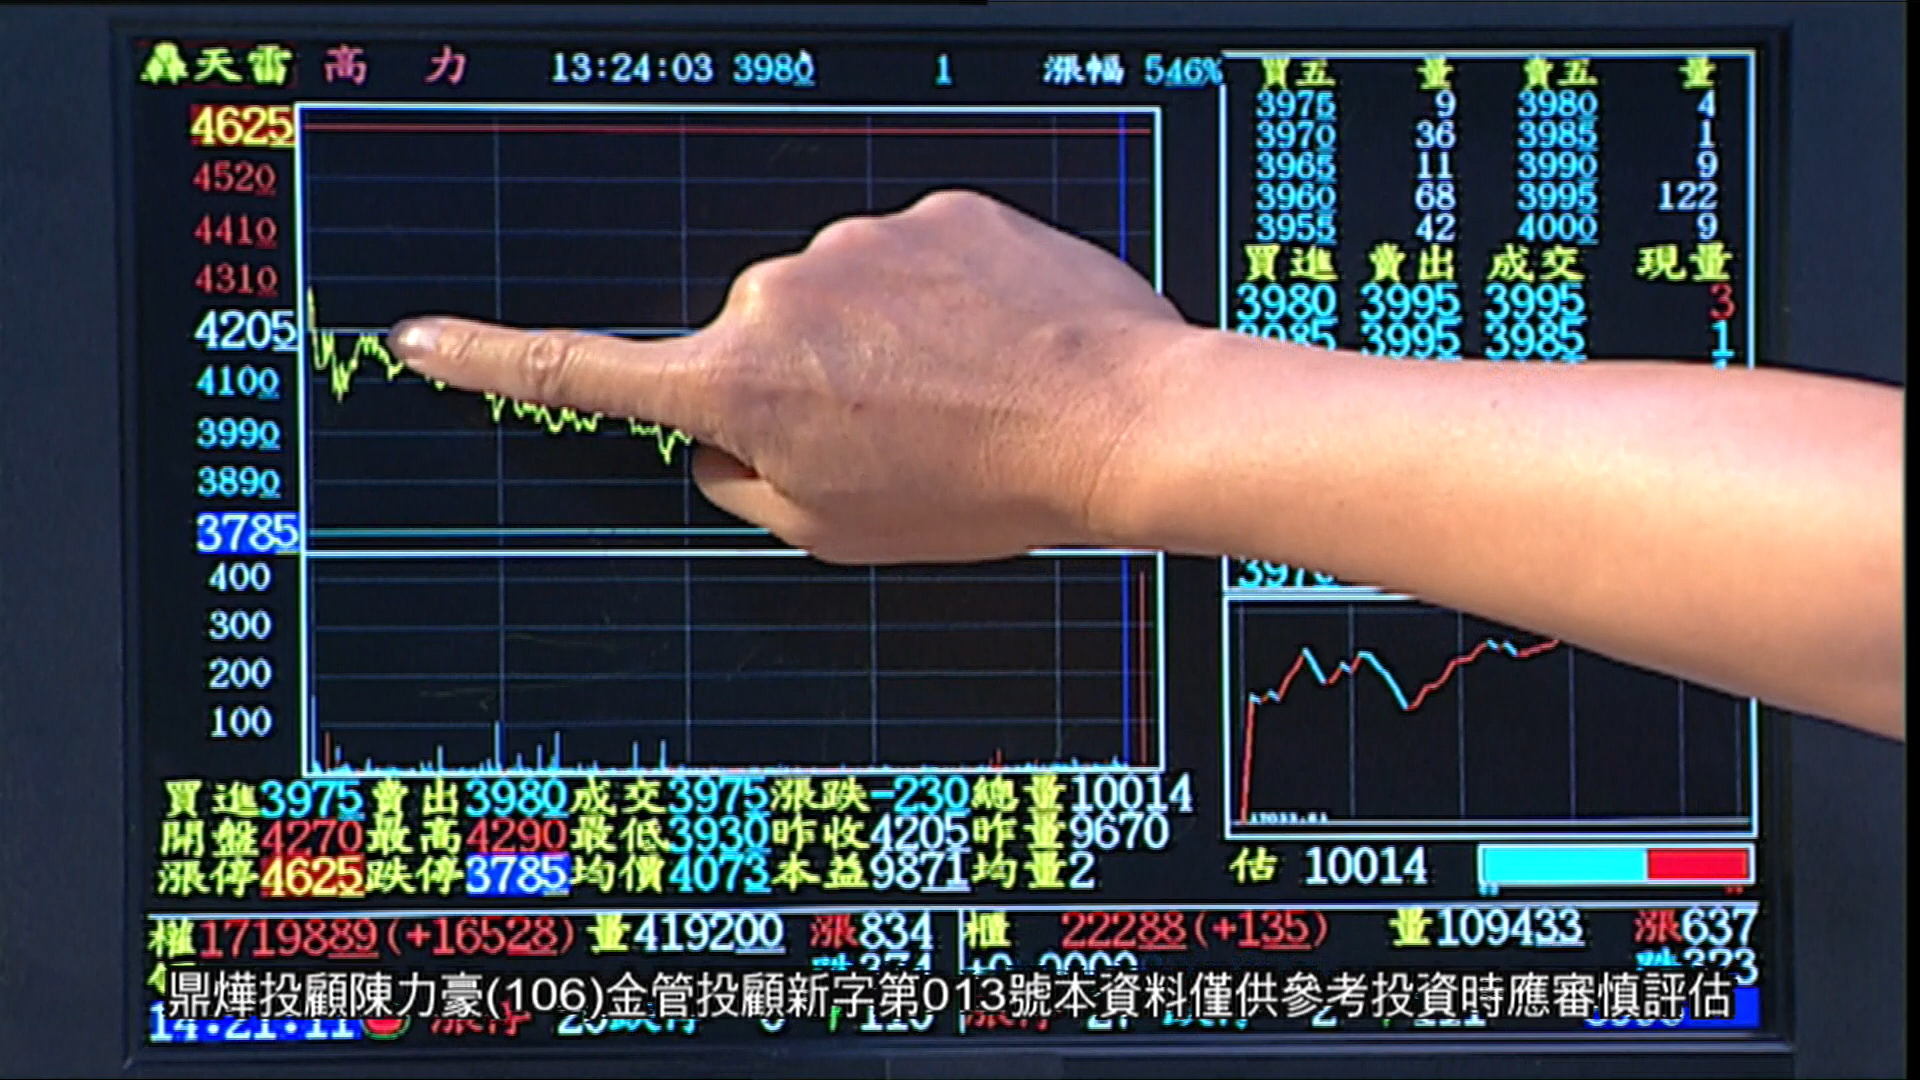 天雷 高 力 13:24:03 3980 1 漲幅 546%
4625
4520
4410
4310
4205
4100
3990
3890
3785
400
300
200
100
買五 量 賣五 量
3975 9 3980 4
3970 36 3985 1
3965 11 3990 9
3960 68 3995 122
3955 42 4000 9
買進 賣出 成交 現量
3980 3995 3995 3
3985 3995 3985 1
買進3975賣出3980成交3975漲跌-230總量10014
開盤4270最高4290最低3930昨收4205昨量9670
漲停4625跌停3785均價4073本益9871均量2
估 10014
權1719889(+16528)量419200 漲834
櫃 22288(+135) 量109433 漲637
鼎燁投顧陳力豪(106)金管投顧新字第013號本資料僅供參考投資時應審慎評估
14:21:11